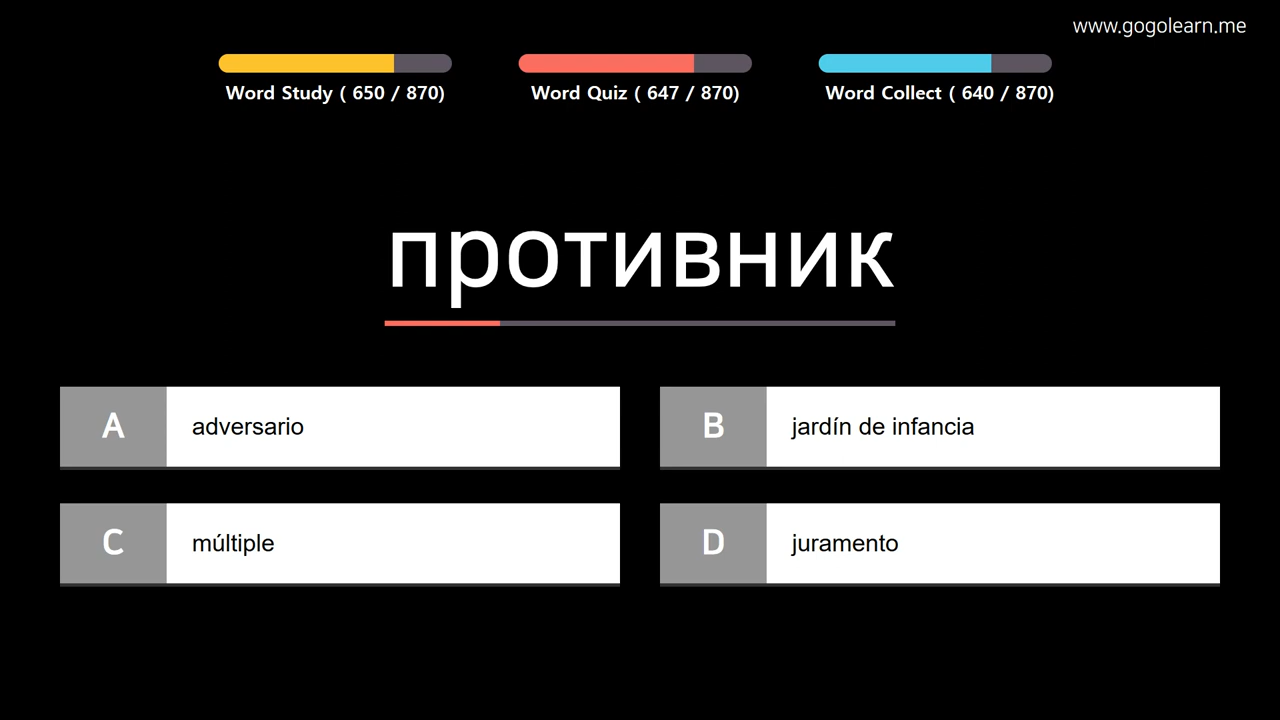 www.gogolearn.me
Word Study ( 650 / 870)
Word Quiz ( 647 / 870)
Word Collect ( 640 / 870)
противник
A adversario
B jardín de infancia
C múltiple
D juramento